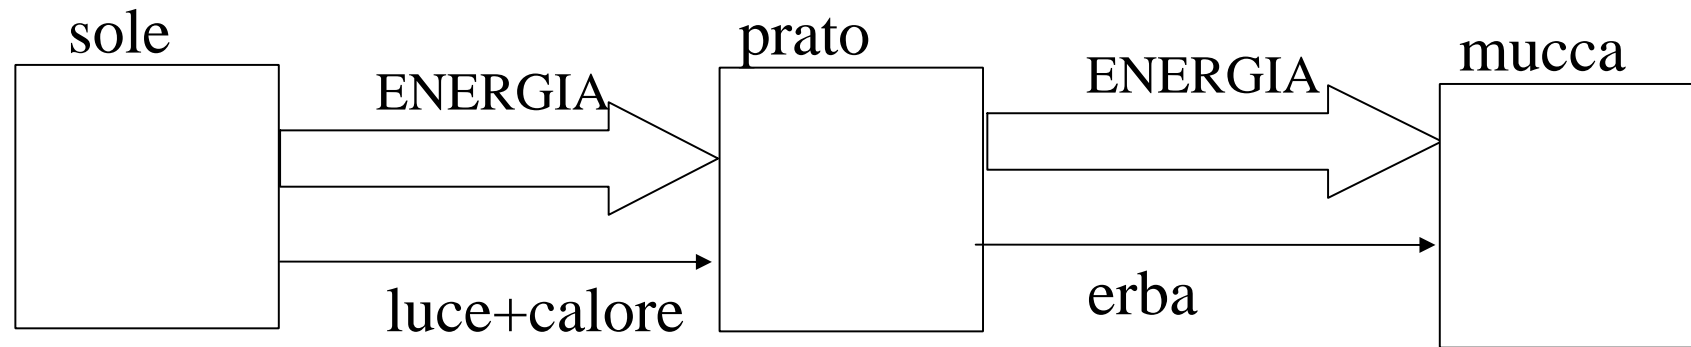 sole
ENERGIA
luce+calore
prato
ENERGIA
erba
mucca